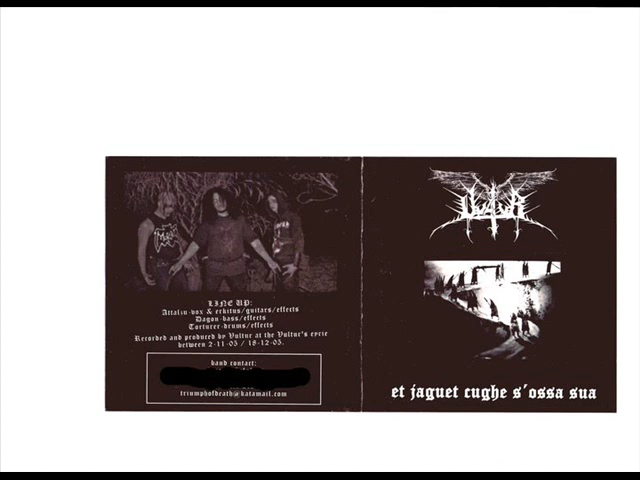 LINE UP:
Attalzu-vox & erkitus/guitars/effects
Dagon-bass/effects
Torturer-drums/effects
Recorded and produced by Vultur at the Vultur's eyrie
between 2-11-05 / 18-12-05.
band contact:
triumphofdeath@katamail.com
VULTUR
et jaguet cughe s'ossa sua